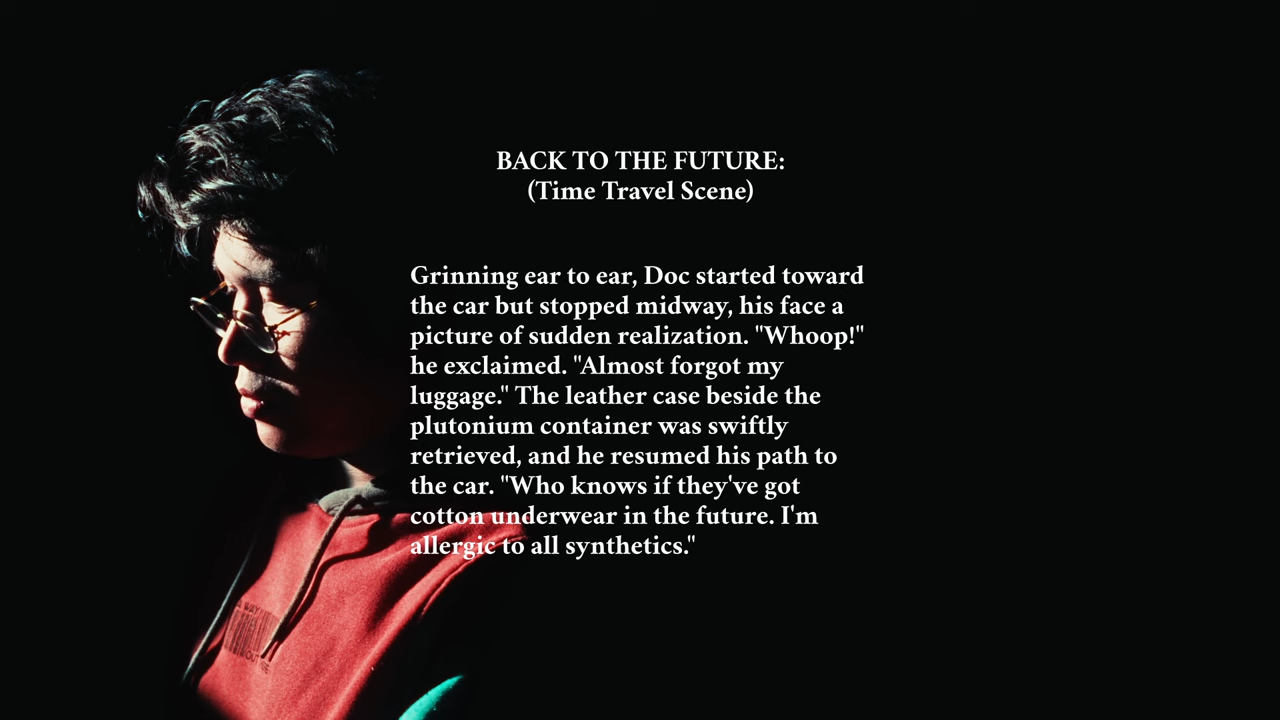 BACK TO THE FUTURE:
(Time Travel Scene)
Grinning ear to ear, Doc started toward
the car but stopped midway, his face a
picture of sudden realization. "Whoop!"
he exclaimed. "Almost forgot my
luggage." The leather case beside the
plutonium container was swiftly
retrieved, and he resumed his path to
the car. "Who knows if they've got
cotton underwear in the future. I'm
allergic to all synthetics."
WAY
OUT